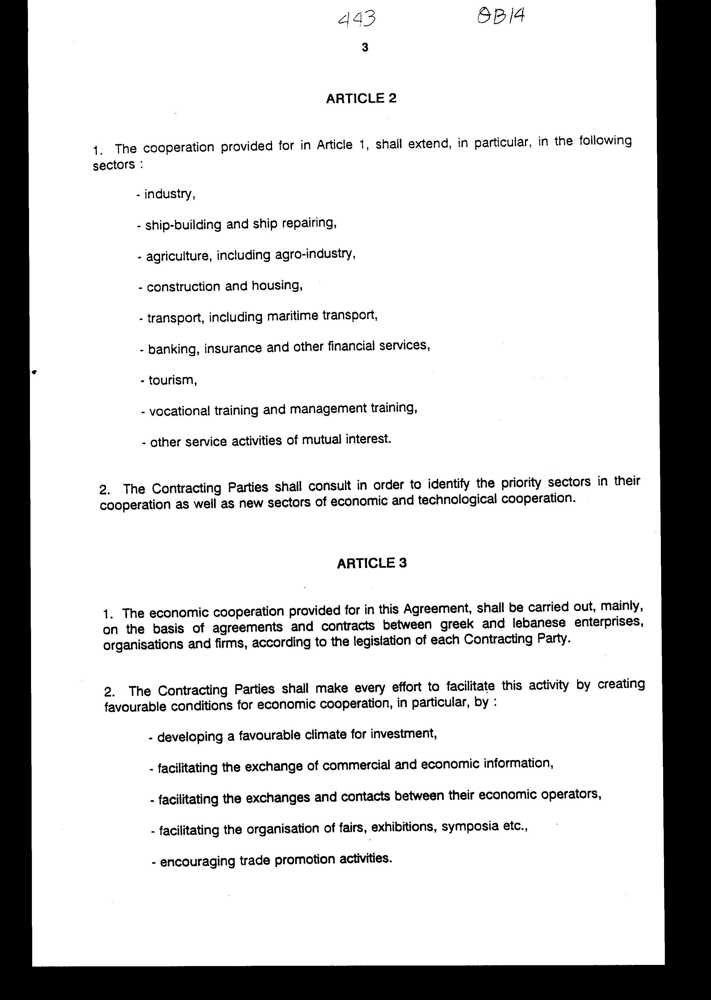 443 θB14
3
ARTICLE 2
1. The cooperation provided for in Article 1, shall extend, in particular, in the following
sectors :
- industry,
- ship-building and ship repairing,
- agriculture, including agro-industry,
- construction and housing,
- transport, including maritime transport,
- banking, insurance and other financial services,
- tourism,
- vocational training and management training,
- other service activities of mutual interest.
2. The Contracting Parties shall consult in order to identify the priority sectors in their
cooperation as well as new sectors of economic and technological cooperation.
ARTICLE 3
1. The economic cooperation provided for in this Agreement, shall be carried out, mainly,
on the basis of agreements and contracts between greek and lebanese enterprises,
organisations and firms, according to the legislation of each Contracting Party.
2. The Contracting Parties shall make every effort to facilitate this activity by creating
favourable conditions for economic cooperation, in particular, by :
- developing a favourable climate for investment,
- facilitating the exchange of commercial and economic information,
- facilitating the exchanges and contacts between their economic operators,
- facilitating the organisation of fairs, exhibitions, symposia etc.,
- encouraging trade promotion activities.